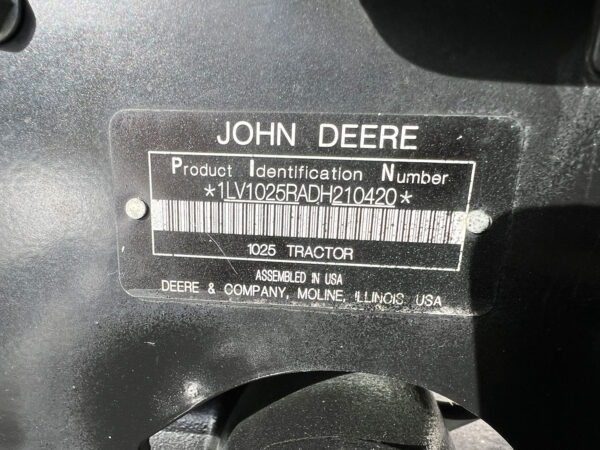 JOHN DEERE
Product Identification Number
*1LV1025RADH210420*
1025 TRACTOR
ASSEMBLED IN USA
DEERE & COMPANY, MOLINE, ILLINOIS USA